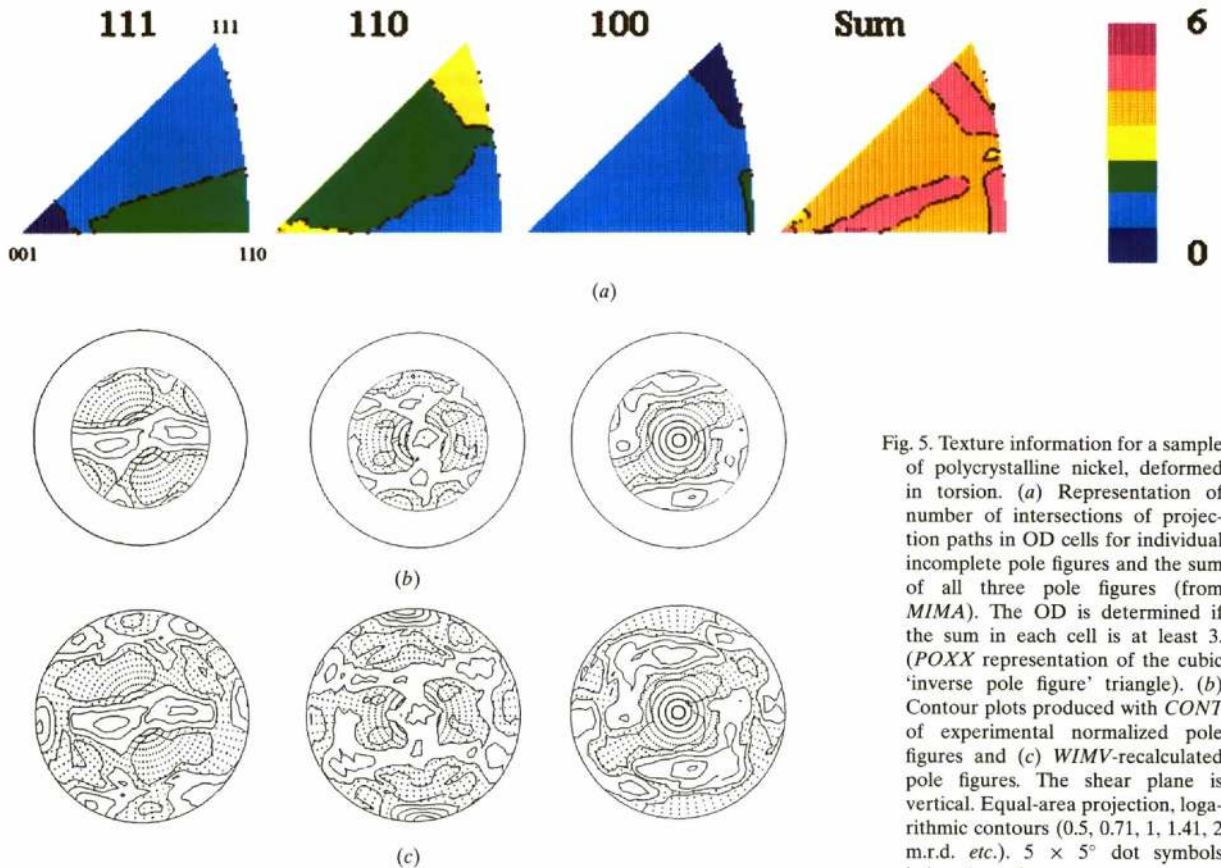 111 111 110 100 Sum 6
001 110 0
(a)
(b)
(c)
Fig. 5. Texture information for a sample
of polycrystalline nickel, deformed
in torsion. (a) Representation of
number of intersections of projec-
tion paths in OD cells for individual
incomplete pole figures and the sum
of all three pole figures (from
MIMA). The OD is determined if
the sum in each cell is at least 3.
(POXX representation of the cubic
'inverse pole figure' triangle). (b)
Contour plots produced with CONT
of experimental normalized pole
figures and (c) WIMV-recalculated
pole figures. The shear plane is
vertical. Equal-area projection, loga-
rithmic contours (0.5, 0.71, 1, 1.41, 2
m.r.d. etc.). 5 × 5° dot symbols